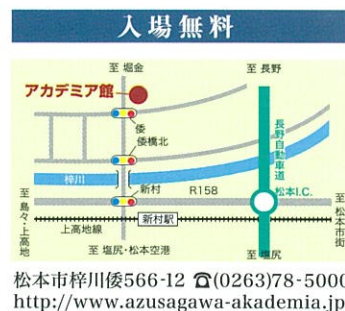 入場無料
至 堀金
至 長野
アカデミア館
倭
倭橋北
長野自動車道
梓川
新村
R158
松本I.C.
至 島々・上高地
至 松本市街
上高地線
新村駅
至 塩尻・松本空港
至 塩尻
松本市梓川倭566-12 ☎(0263)78-5000
http://www.azusagawa-akademia.jp